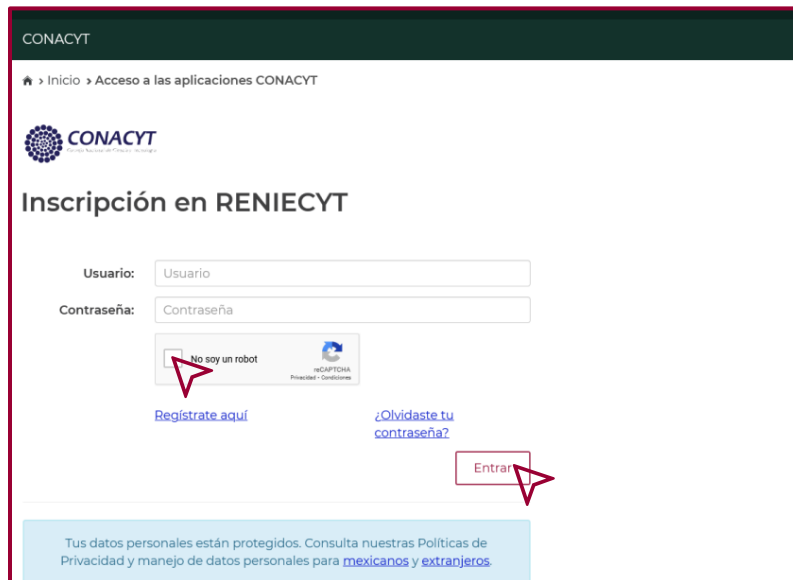 CONACYT
› Inicio › Acceso a las aplicaciones CONACYT
CONACYT
Inscripción en RENIECYT
Usuario: Usuario
Contraseña: Contraseña
No soy un robot
reCAPTCHA
Privacidad - Condiciones
Regístrate aquí ¿Olvidaste tu
contraseña?
Entrar
Tus datos personales están protegidos. Consulta nuestras Políticas de
Privacidad y manejo de datos personales para mexicanos y extranjeros.